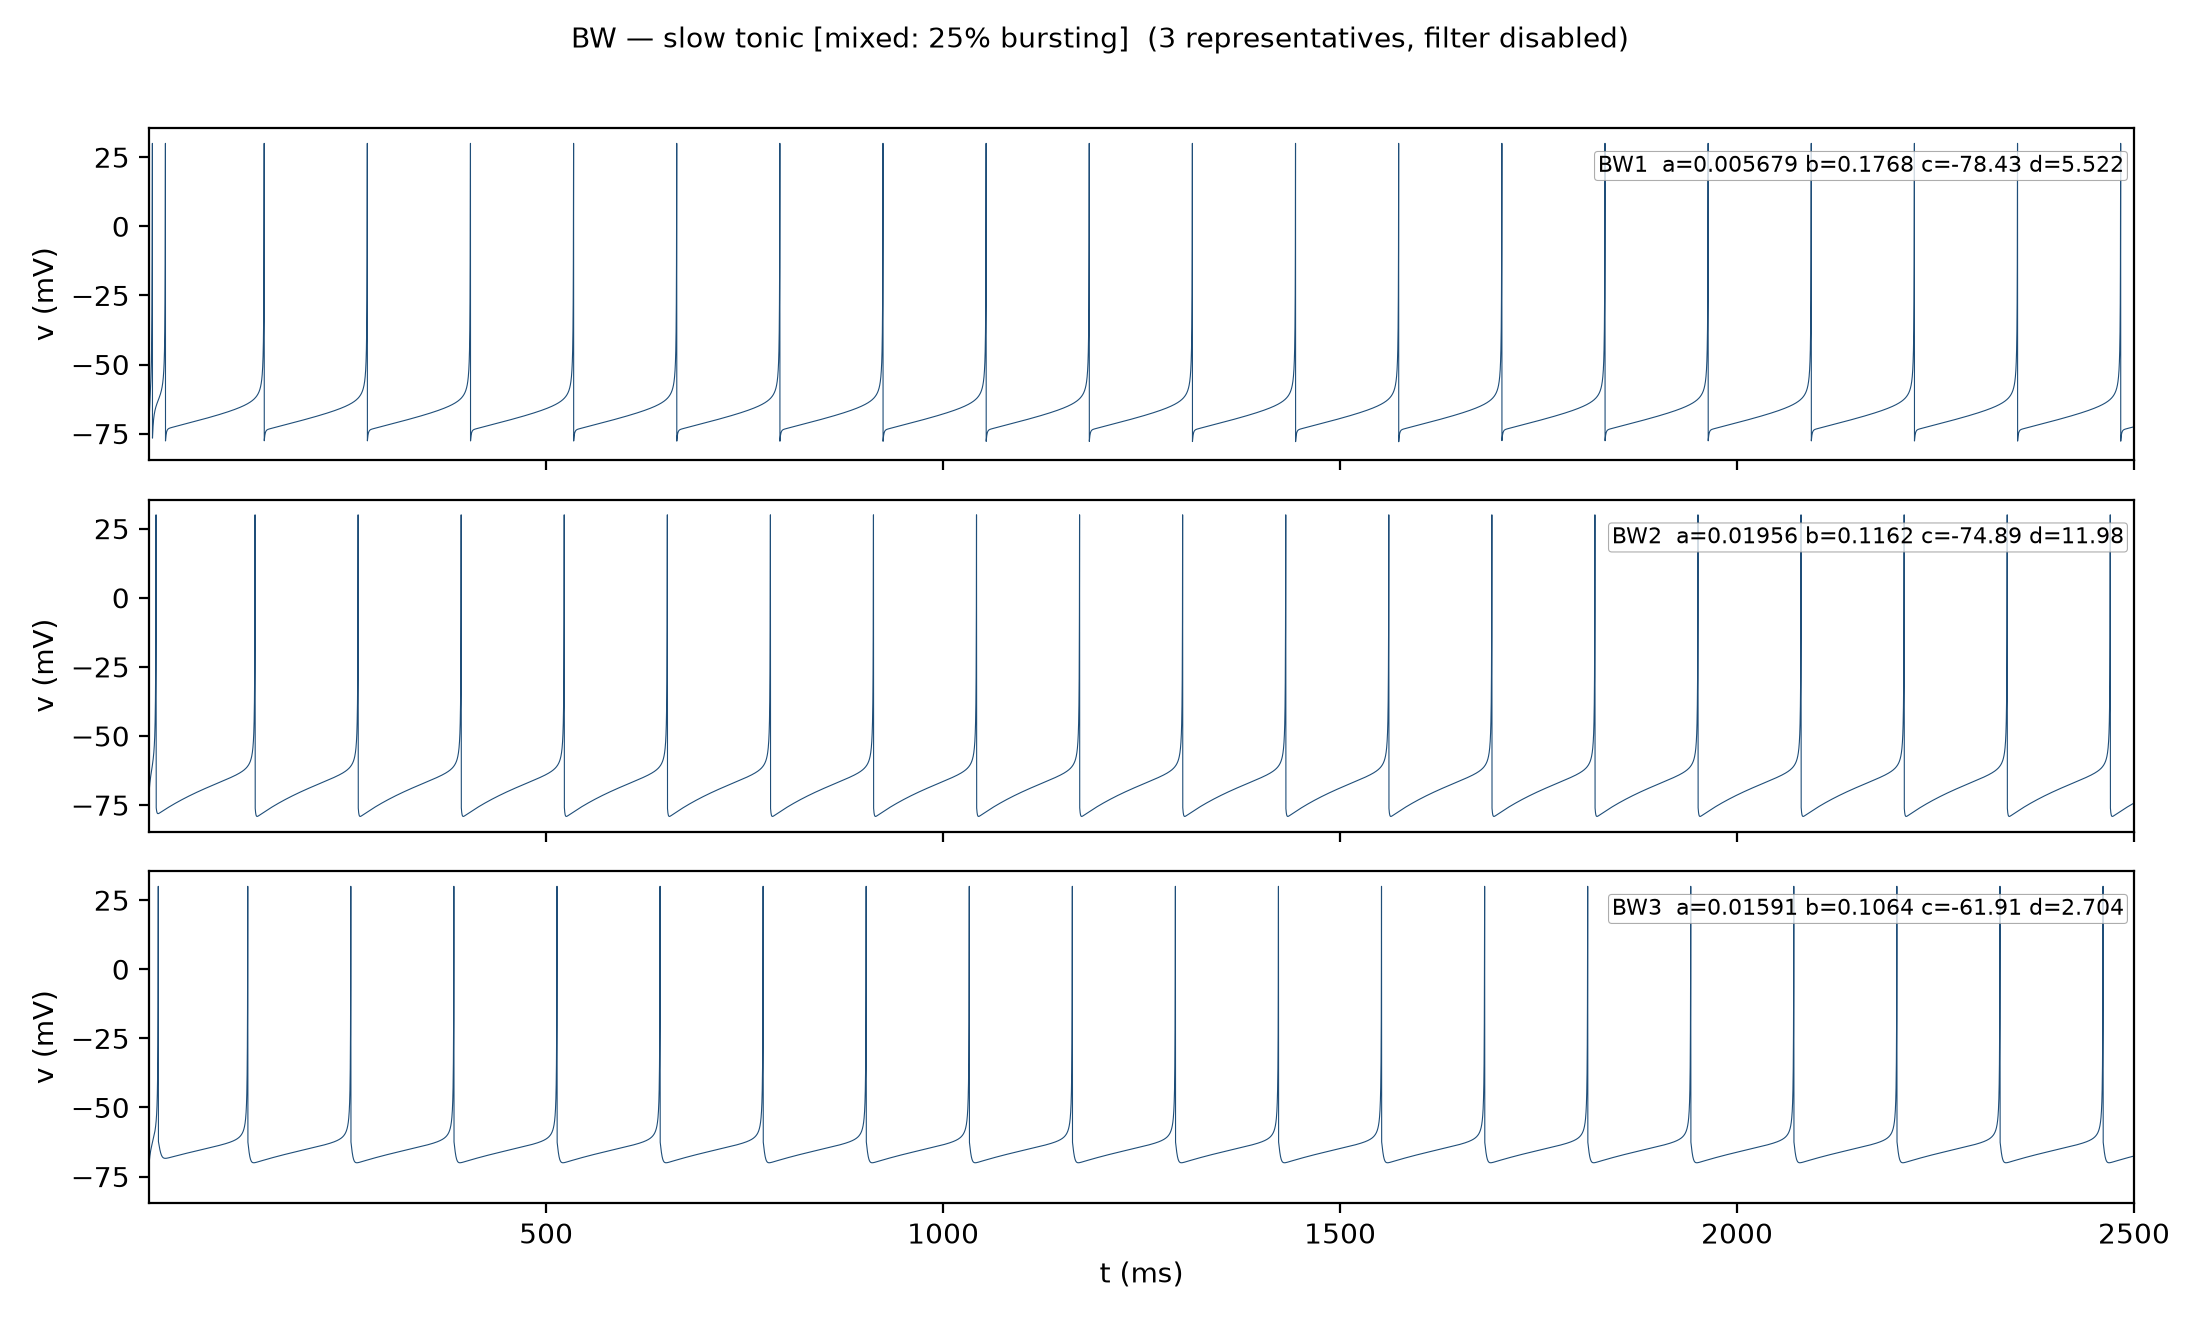 BW — slow tonic [mixed: 25% bursting]  (3 representatives, filter disabled)
25
0
−25
−50
−75
v (mV)
BW1  a=0.005679 b=0.1768 c=-78.43 d=5.522
25
0
−25
−50
−75
v (mV)
BW2  a=0.01956 b=0.1162 c=-74.89 d=11.98
25
0
−25
−50
−75
v (mV)
BW3  a=0.01591 b=0.1064 c=-61.91 d=2.704
500 1000 1500 2000 2500
t (ms)